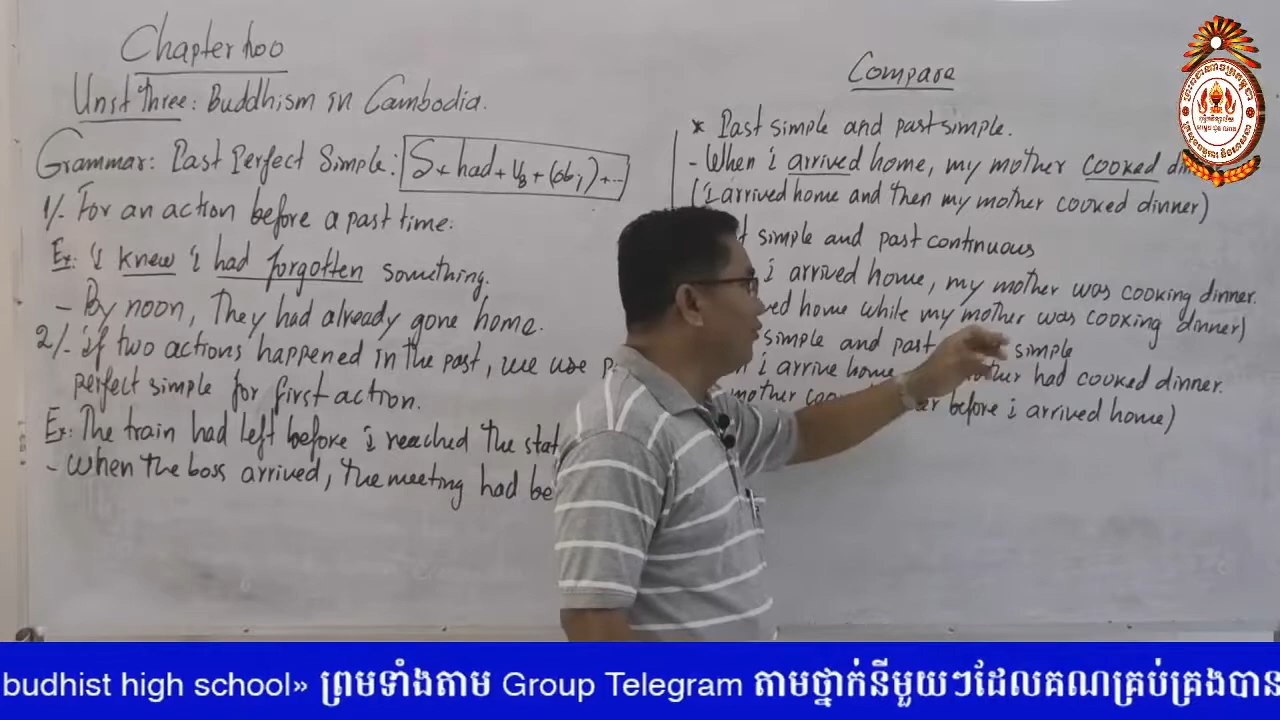 Chapter too
Unit Three: Buddhism in Cambodia.
Grammar: Past Perfect Simple: S + had + V3 + (obj) + ...
1/. For an action before a past time.
Ex: i knew i had forgotten something.
- By noon, They had already gone home.
2/. if two actions happened in the past, we use
perfect simple for first action.
Ex: The train had left before i reached the
- When the boss arrived, the meeting had
Compare
* Past simple and past simple.
- When i arrived home, my mother cooked
(i arrived home and then my mother cooked dinner)
simple and past continuous
i arrived home, my mother was cooking dinner.
home while my mother was cooking dinner)
simple and past simple
i arrive home had cooked dinner.
mother before i arrived home)
budhist high school» ព្រមទាំងតាម Group Telegram តាមថ្នាក់នីមួយៗដែលគណគ្រប់គ្រងបាន